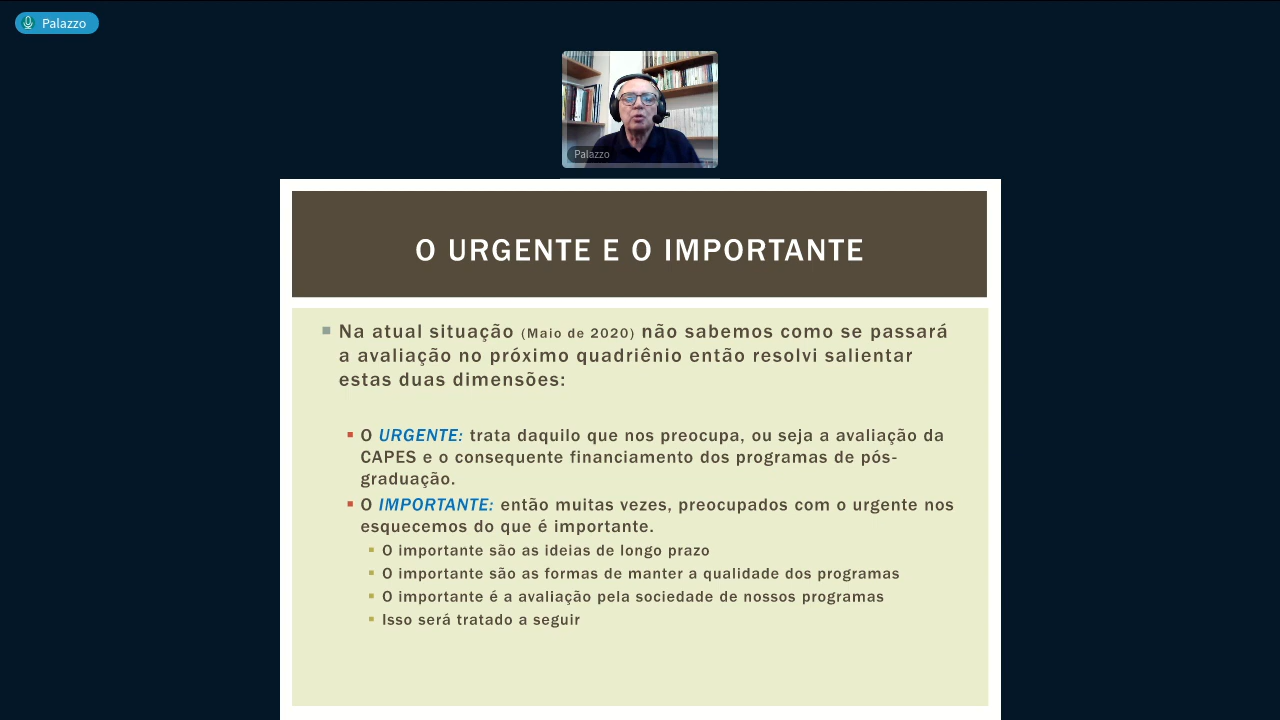 Palazzo
Palazzo
O URGENTE E O IMPORTANTE
Na atual situação (Maio de 2020) não sabemos como se passará
a avaliação no próximo quadriênio então resolvi salientar
estas duas dimensões:
O URGENTE: trata daquilo que nos preocupa, ou seja a avaliação da
CAPES e o consequente financiamento dos programas de pós-
graduação.
O IMPORTANTE: então muitas vezes, preocupados com o urgente nos
esquecemos do que é importante.
O importante são as ideias de longo prazo
O importante são as formas de manter a qualidade dos programas
O importante é a avaliação pela sociedade de nossos programas
Isso será tratado a seguir